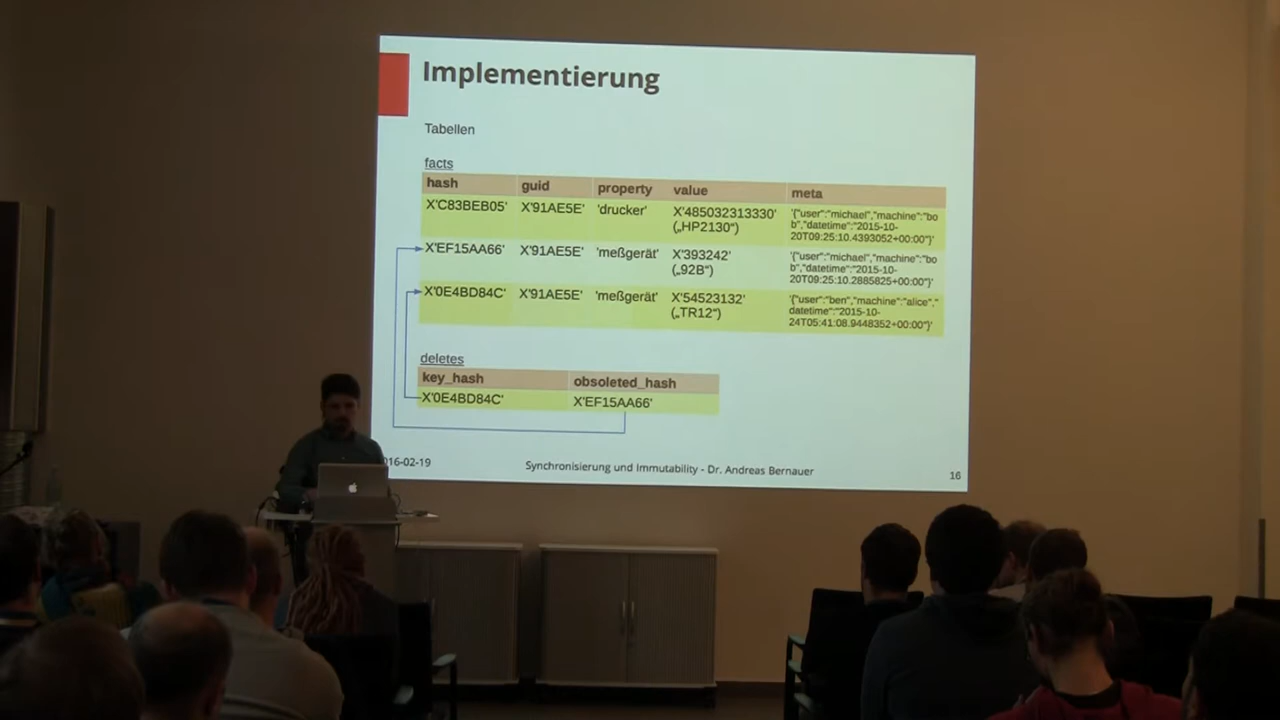 Implementierung
Tabellen
facts
hash guid property value meta
X'C83BEB05' X'91AE5E' 'drucker' X'485032313330' („HP2130“) '{"user":"michael","machine":"bo
b","datetime":"2015-10-
20T09:25:10.4393052+00:00"}'
X'EF15AA66' X'91AE5E' 'meßgerät' X'393242' („92B“) '{"user":"michael","machine":"bo
b","datetime":"2015-10-
20T09:25:10.2885825+00:00"}'
X'0E4BD84C' X'91AE5E' 'meßgerät' X'54523132' („TR12“) '{"user":"ben","machine":"alice","
datetime":"2015-10-
24T05:41:08.9448352+00:00"}'
deletes
key_hash obsoleted_hash
X'0E4BD84C' X'EF15AA66'
016-02-19 Synchronisierung und Immutability - Dr. Andreas Bernauer 16